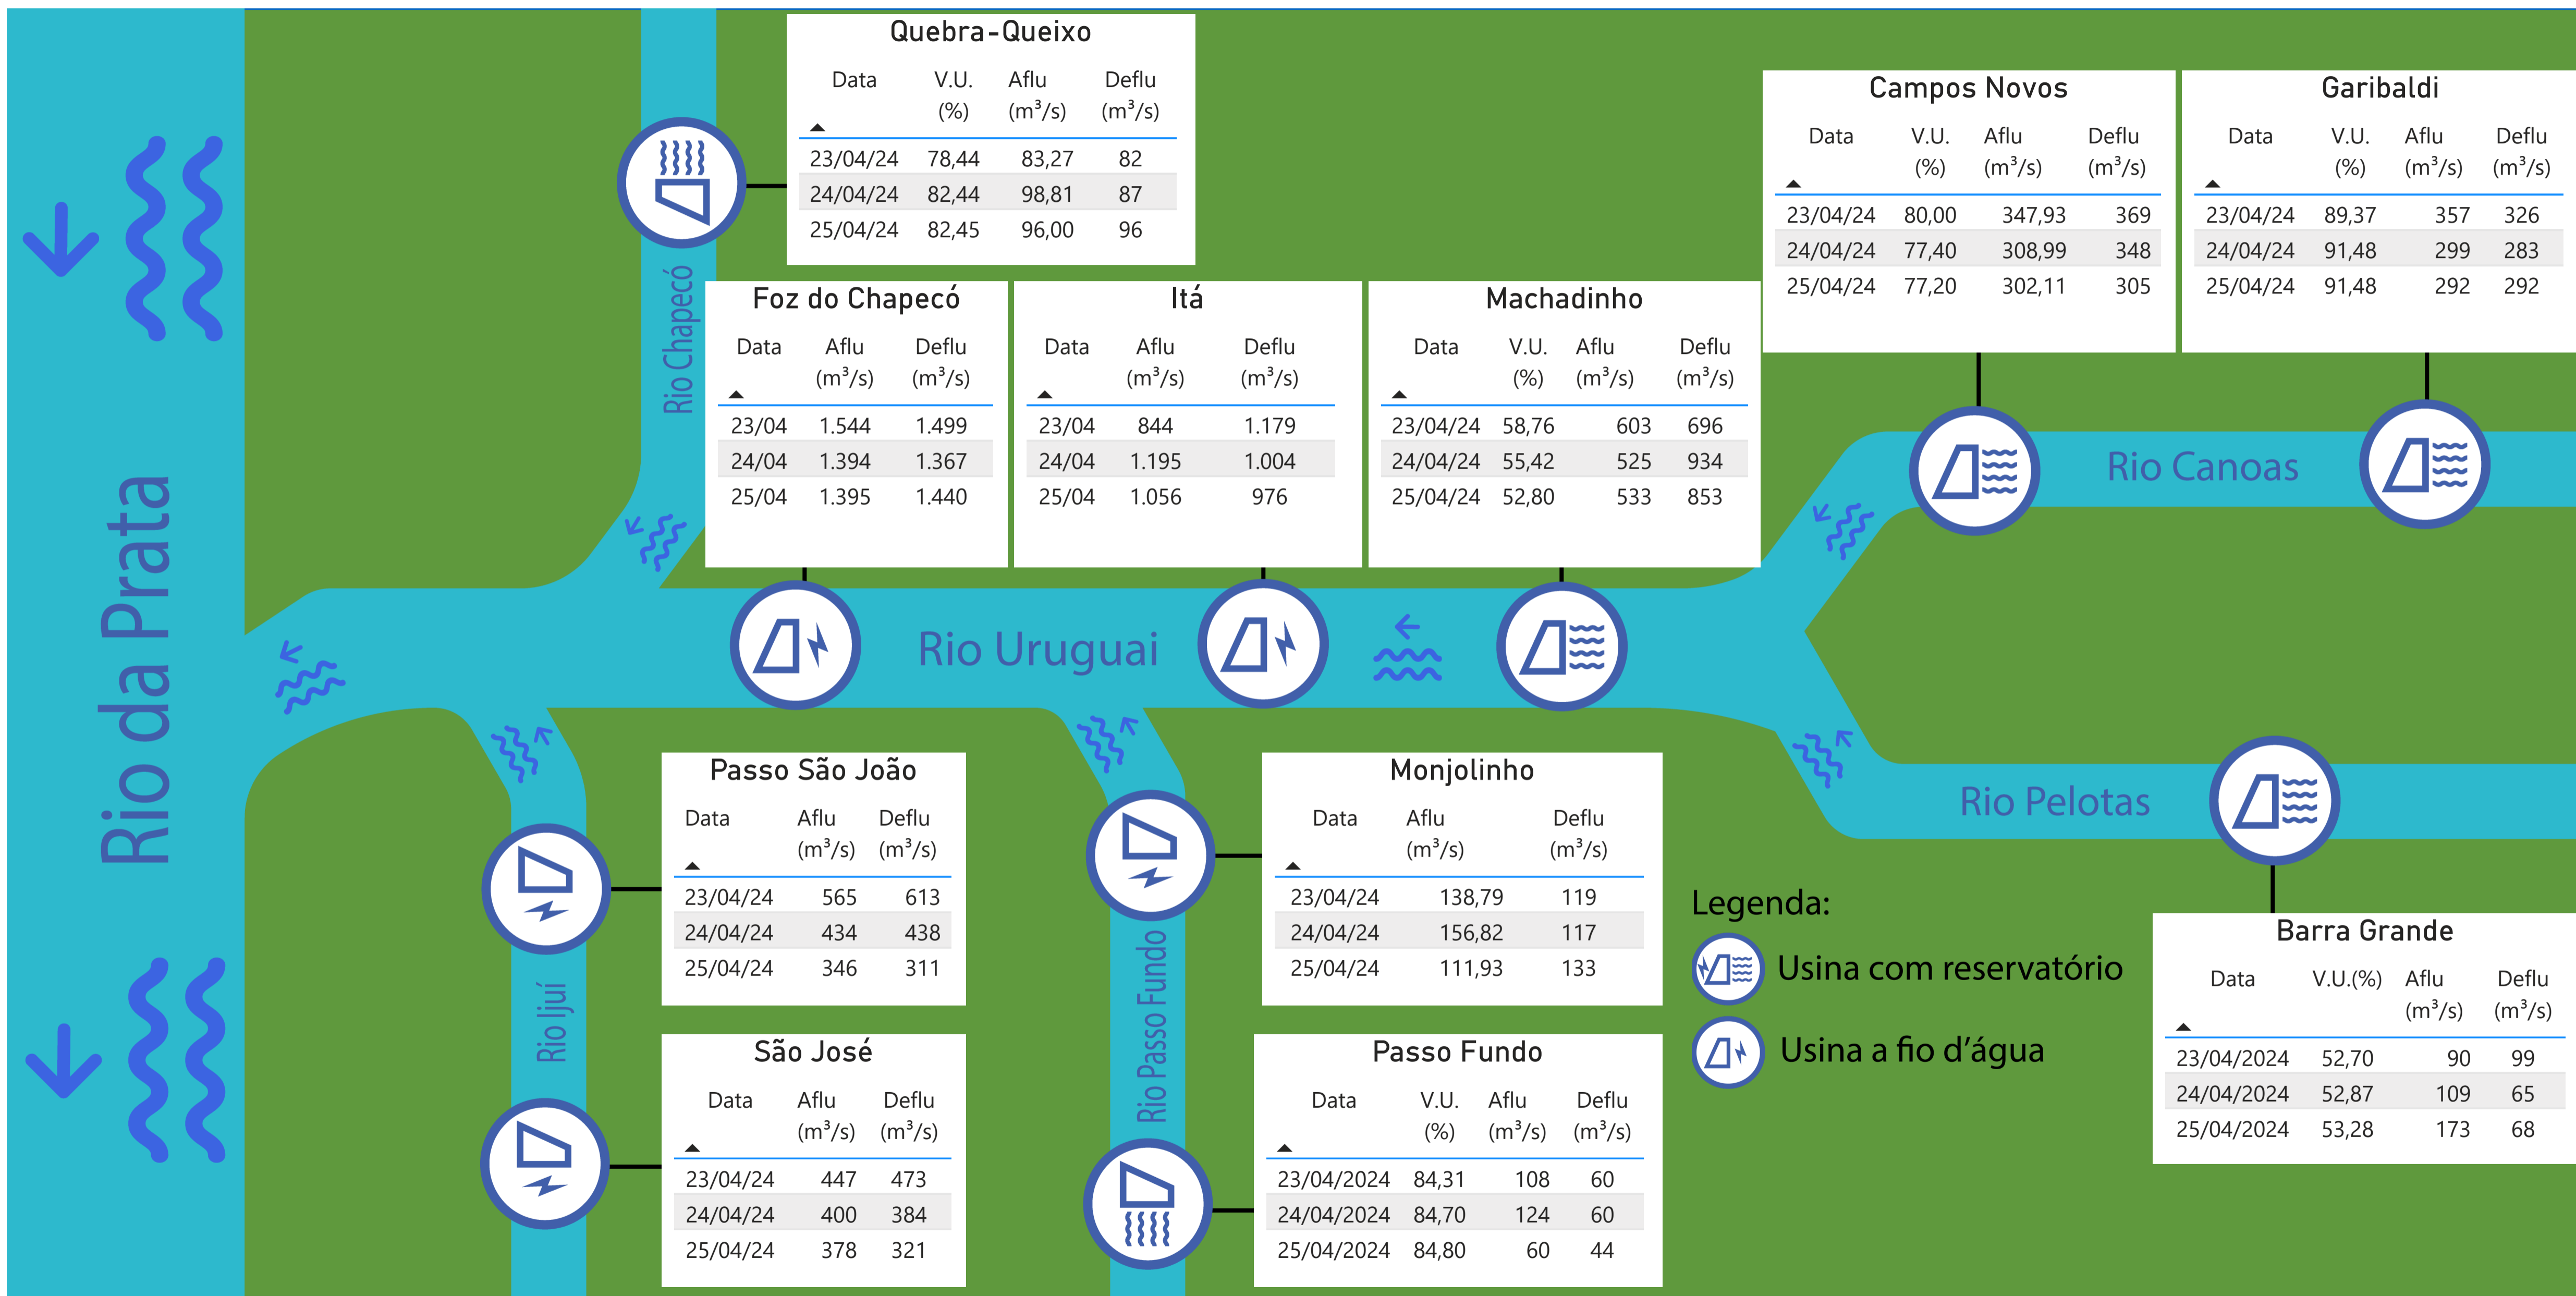 Quebra-Queixo
Data V.U. (%) Aflu (m³/s) Deflu (m³/s)
23/04/24 78,44 83,27 82
24/04/24 82,44 98,81 87
25/04/24 82,45 96,00 96
Campos Novos
Data V.U. (%) Aflu (m³/s) Deflu (m³/s)
23/04/24 80,00 347,93 369
24/04/24 77,40 308,99 348
25/04/24 77,20 302,11 305
Garibaldi
Data V.U. (%) Aflu (m³/s) Deflu (m³/s)
23/04/24 89,37 357 326
24/04/24 91,48 299 283
25/04/24 91,48 292 292
Rio Chapecó
Foz do Chapecó
Data Aflu (m³/s) Deflu (m³/s)
23/04 1.544 1.499
24/04 1.394 1.367
25/04 1.395 1.440
Itá
Data Aflu (m³/s) Deflu (m³/s)
23/04 844 1.179
24/04 1.195 1.004
25/04 1.056 976
Machadinho
Data V.U. (%) Aflu (m³/s) Deflu (m³/s)
23/04/24 58,76 603 696
24/04/24 55,42 525 934
25/04/24 52,80 533 853
Rio Canoas
Rio da Prata
Rio Uruguai
Rio Pelotas
Passo São João
Data Aflu (m³/s) Deflu (m³/s)
23/04/24 565 613
24/04/24 434 438
25/04/24 346 311
Monjolinho
Data Aflu (m³/s) Deflu (m³/s)
23/04/24 138,79 119
24/04/24 156,82 117
25/04/24 111,93 133
Legenda:
Usina com reservatório
Usina a fio d'água
Barra Grande
Data V.U.(%) Aflu (m³/s) Deflu (m³/s)
23/04/2024 52,70 90 99
24/04/2024 52,87 109 65
25/04/2024 53,28 173 68
Rio Ijuí
São José
Data Aflu (m³/s) Deflu (m³/s)
23/04/24 447 473
24/04/24 400 384
25/04/24 378 321
Rio Passo Fundo
Passo Fundo
Data V.U. (%) Aflu (m³/s) Deflu (m³/s)
23/04/2024 84,31 108 60
24/04/2024 84,70 124 60
25/04/2024 84,80 60 44